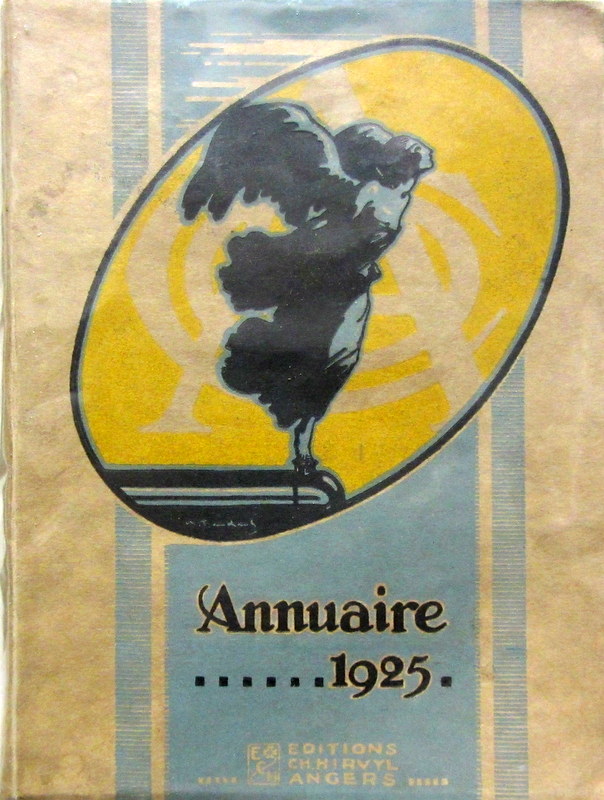 Annuaire
1925
EDITIONS
CH. HIRVYL
ANGERS